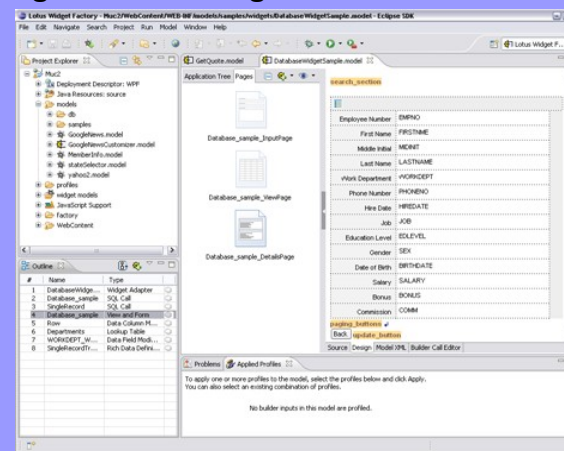 Lotus Widget Factory - Muc2/WebContent/WEB-INF/models/samples/widgets/DatabaseWidgetSample.model - Eclipse SDK
File Edit Navigate Search Project Run Model Window Help
Lotus Widget F...
Project Explorer
GetQuote.model
DatabaseWidgetSample.model
Muc2
Deployment Descriptor: WPF
Java Resources: source
models
db
samples
GoogleNews.model
GoogleNewsCustomizer.model
MemberInfo.model
stateSelector.model
yahoo2.model
profiles
widget models
JavaScript Support
factory
WebContent
Application Tree Pages
Database_sample_InputPage
Database_sample_ViewPage
Database_sample_DetailsPage
search_section
Employee Number EMPNO
First Name FIRSTNME
Middle Initial MIDINIT
Last Name LASTNAME
Work Department WORKDEPT
Phone Number PHONENO
Hire Date HIREDATE
Job JOB
Education Level EDLEVEL
Gender SEX
Date of Birth BIRTHDATE
Salary SALARY
Bonus BONUS
Commission COMM
paging_buttons
Back update_button
Source Design Model XML Builder Call Editor
Outline
# Name Type
1 DatabaseWidge... Widget Adapter
2 Database_sample SQL Call
3 SingleRecord SQL Call
4 Database_sample View and Form
5 Row Data Column M...
6 Departments Lookup Table
7 WORKDEPT_W... Data Field Modi...
8 SingleRecordTr... Rich Data Defini...
Problems Applied Profiles
To apply one or more profiles to the model, select the profiles below and click Apply.
You can also select an existing combination of profiles.
No builder inputs in this model are profiled.